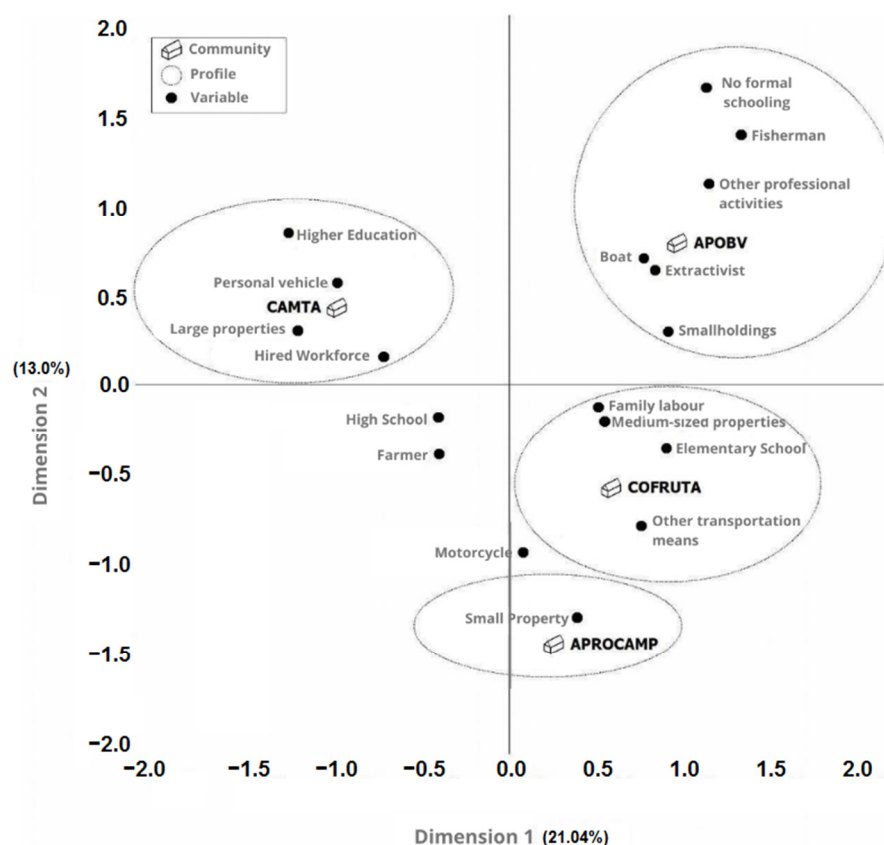 2.0
Community
Profile
Variable
1.5
1.0
0.5
(13.0%)
0.0
−0.5
−1.0
−1.5
−2.0
Dimension 2
No formal
schooling
Fisherman
Other professional
activities
APOBV
Boat
Extractivist
Smallholdings
Higher Education
Personal vehicle
CAMTA
Large properties
Hired Workforce
High School
Farmer
Family labour
Medium-sized properties
Elementary School
COFRUTA
Other transportation
means
Motorcycle
Small Property
APROCAMP
−2.0 −1.5 −1.0 −0.5 0.0 0.5 1.0 1.5 2.0
Dimension 1 (21.04%)